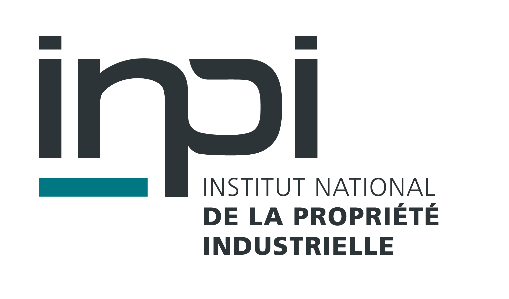 inpi
INSTITUT NATIONAL
DE LA PROPRIÉTÉ
INDUSTRIELLE